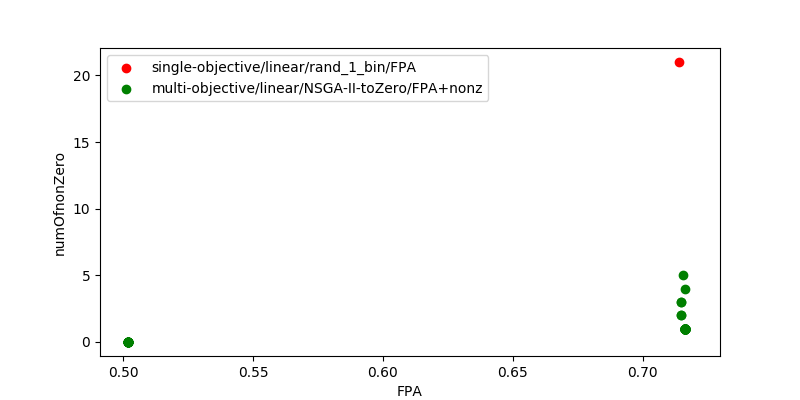 single-objective/linear/rand_1_bin/FPA
multi-objective/linear/NSGA-II-toZero/FPA+nonz
20
15
10
5
0
numOfnonZero
0.50 0.55 0.60 0.65 0.70
FPA